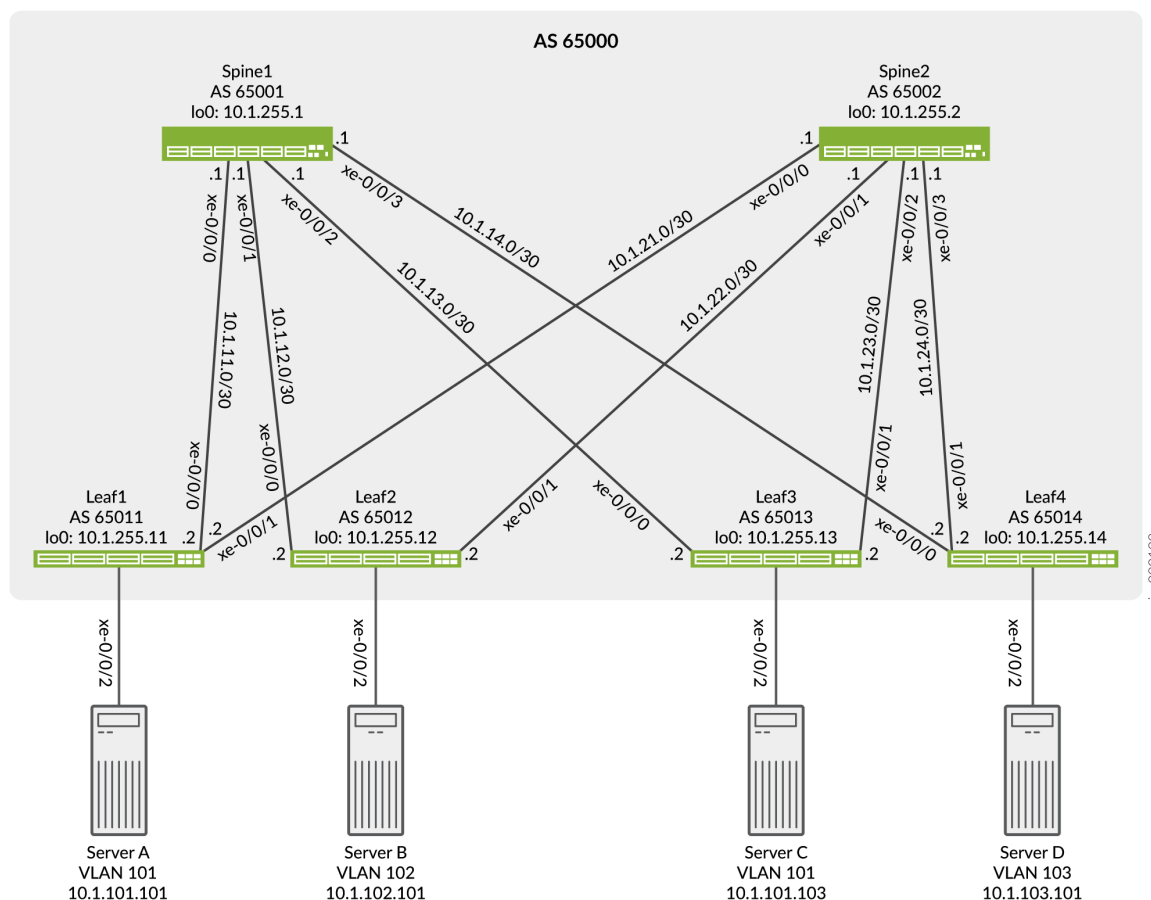 AS 65000
Spine1
AS 65001
lo0: 10.1.255.1
Spine2
AS 65002
lo0: 10.1.255.2
.1
.1
.1
.1
.1
.1
.1
.1
xe-0/0/0
xe-0/0/1
xe-0/0/2
xe-0/0/3
xe-0/0/0
xe-0/0/1
xe-0/0/2
xe-0/0/3
10.1.11.0/30
10.1.12.0/30
10.1.13.0/30
10.1.14.0/30
10.1.21.0/30
10.1.22.0/30
10.1.23.0/30
10.1.24.0/30
xe-0/0/0
xe-0/0/1
xe-0/0/0
xe-0/0/1
xe-0/0/0
xe-0/0/1
xe-0/0/0
xe-0/0/1
Leaf1
AS 65011
lo0: 10.1.255.11
.2
.2
Leaf2
AS 65012
lo0: 10.1.255.12
.2
.2
Leaf3
AS 65013
lo0: 10.1.255.13
.2
.2
Leaf4
AS 65014
lo0: 10.1.255.14
.2
.2
xe-0/0/2
xe-0/0/2
xe-0/0/2
xe-0/0/2
Server A
VLAN 101
10.1.101.101
Server B
VLAN 102
10.1.102.101
Server C
VLAN 101
10.1.101.103
Server D
VLAN 103
10.1.103.101